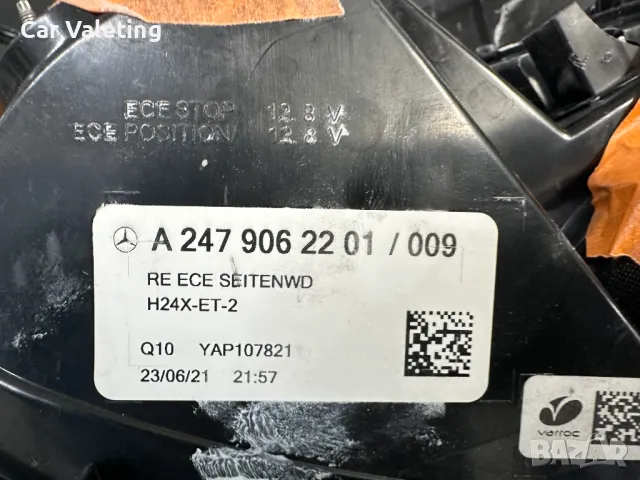 Car Valeting
ECE STOP 12.8 V
ECE POSITION 12.8 V
A 247 906 22 01 / 009
RE ECE SEITENWD
H24X-ET-2
Q10 YAP107821
23/06/21 21:57
varroc
BAZAR